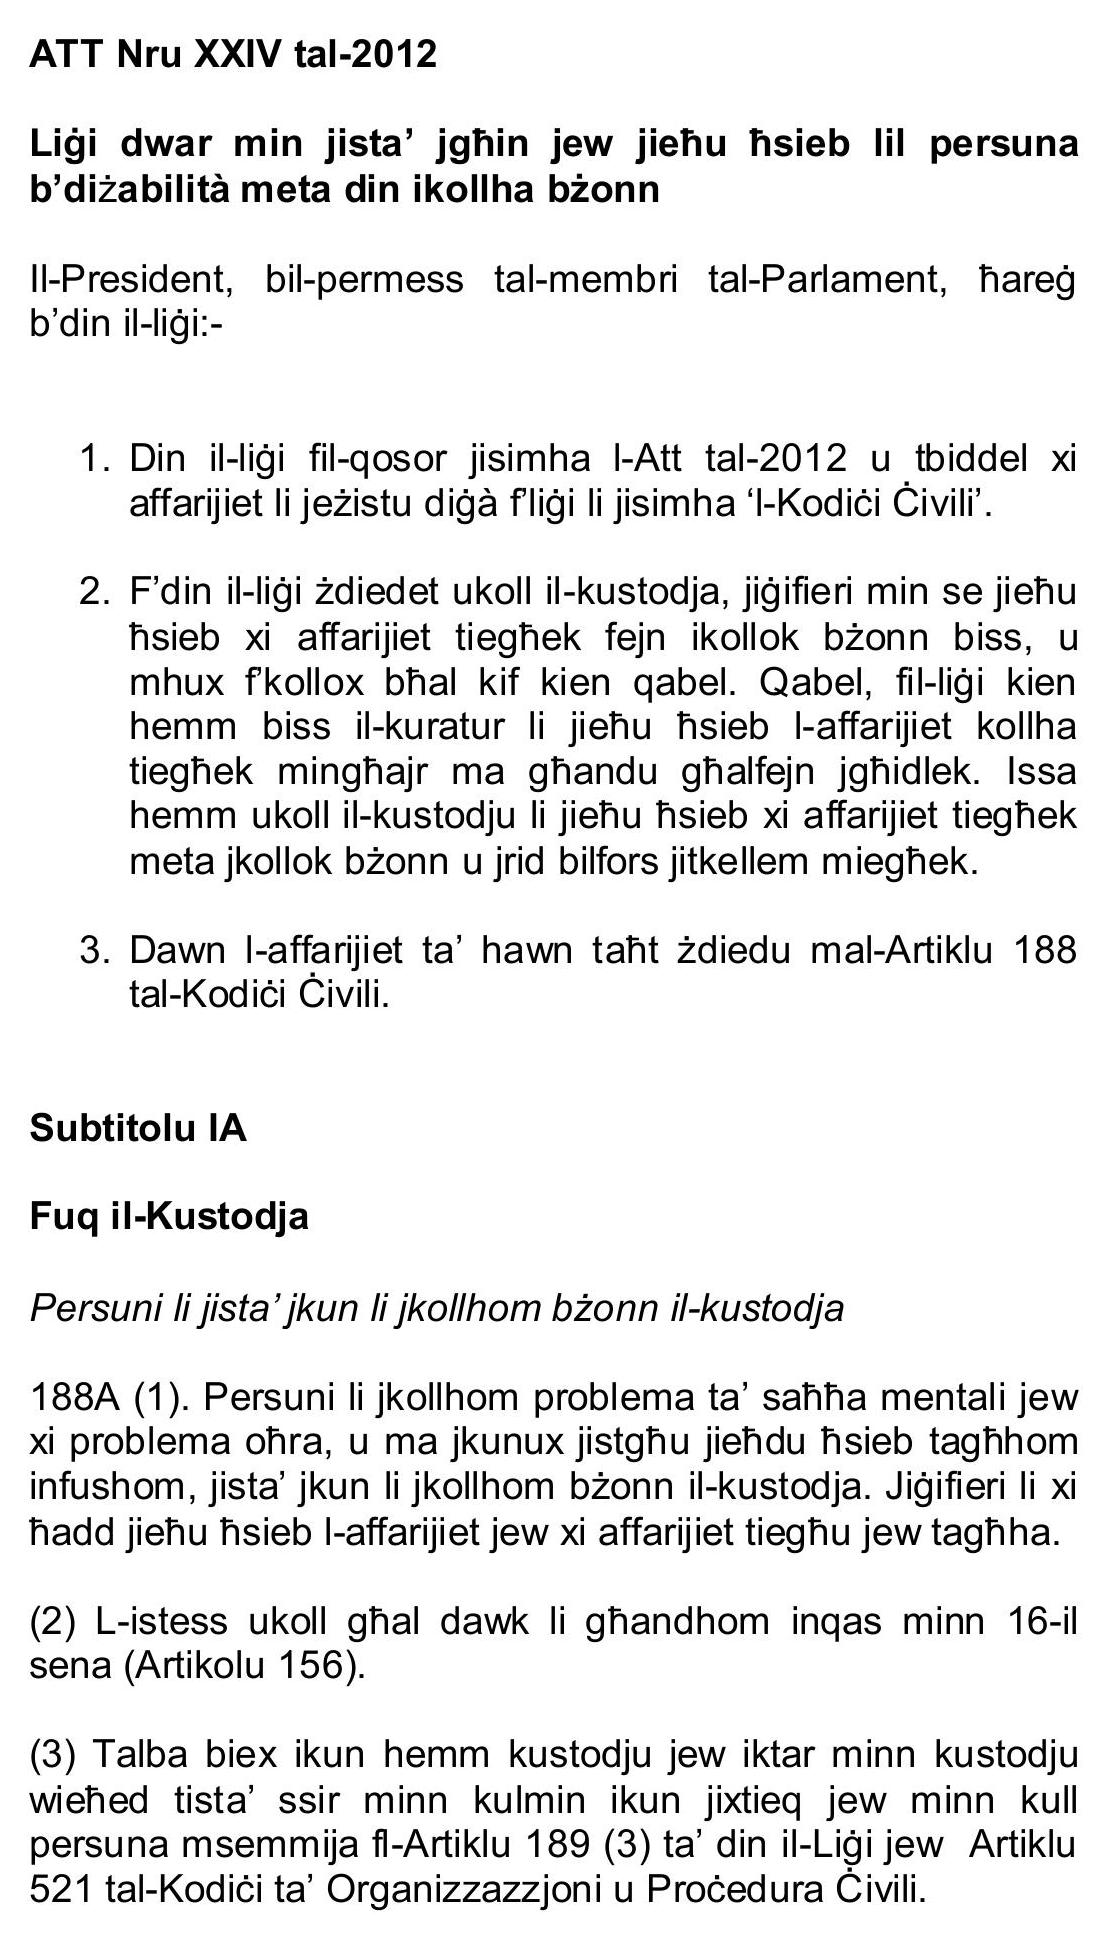 ATT Nru XXIV tal-2012
Liġi dwar min jista’ jgħin jew jieħu ħsieb lil persuna
b’diżabilità meta din ikollha bżonn
Il-President, bil-permess tal-membri tal-Parlament, ħareġ
b’din il-liġi:-
1. Din il-liġi fil-qosor jisimha l-Att tal-2012 u tbiddel xi
affarijiet li jeżistu diġà f’liġi li jisimha ‘l-Kodiċi Ċivili’.
2. F’din il-liġi żdiedet ukoll il-kustodja, jiġifieri min se jieħu
ħsieb xi affarijiet tiegħek fejn ikollok bżonn biss, u
mhux f’kollox bħal kif kien qabel. Qabel, fil-liġi kien
hemm biss il-kuratur li jieħu ħsieb l-affarijiet kollha
tiegħek mingħajr ma għandu għalfejn jgħidlek. Issa
hemm ukoll il-kustodju li jieħu ħsieb xi affarijiet tiegħek
meta jkollok bżonn u jrid bilfors jitkellem miegħek.
3. Dawn l-affarijiet ta’ hawn taħt żdiedu mal-Artiklu 188
tal-Kodiċi Ċivili.
Subtitolu IA
Fuq il-Kustodja
Persuni li jista’ jkun li jkollhom bżonn il-kustodja
188A (1). Persuni li jkollhom problema ta’ saħħa mentali jew
xi problema oħra, u ma jkunux jistgħu jieħdu ħsieb tagħhom
infushom, jista’ jkun li jkollhom bżonn il-kustodja. Jiġifieri li xi
ħadd jieħu ħsieb l-affarijiet jew xi affarijiet tiegħu jew tagħha.
(2) L-istess ukoll għal dawk li għandhom inqas minn 16-il
sena (Artikolu 156).
(3) Talba biex ikun hemm kustodju jew iktar minn kustodju
wieħed tista’ ssir minn kulmin ikun jixtieq jew minn kull
persuna msemmija fl-Artiklu 189 (3) ta’ din il-Liġi jew Artiklu
521 tal-Kodiċi ta’ Organizzazzjoni u Proċedura Ċivili.